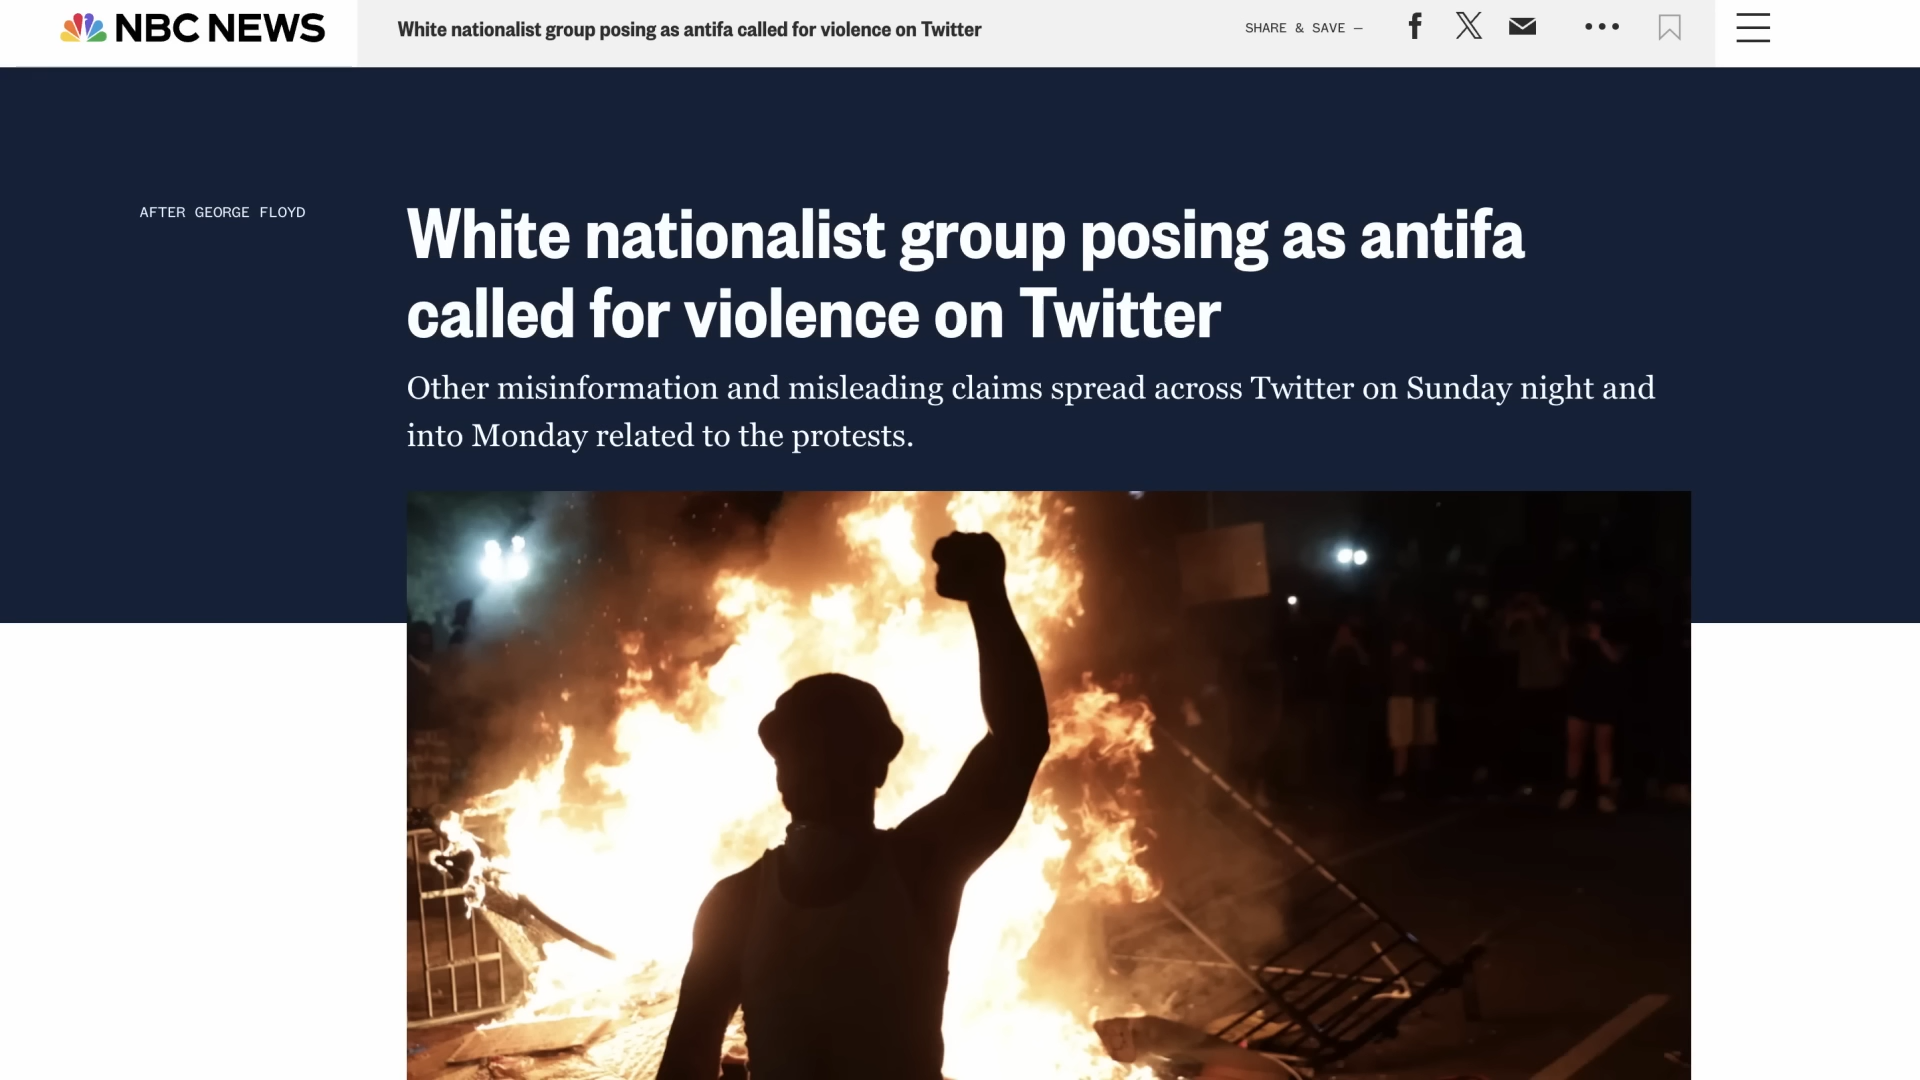 NBC NEWS
White nationalist group posing as antifa called for violence on Twitter
SHARE & SAVE —
AFTER GEORGE FLOYD
White nationalist group posing as antifa
called for violence on Twitter
Other misinformation and misleading claims spread across Twitter on Sunday night and
into Monday related to the protests.